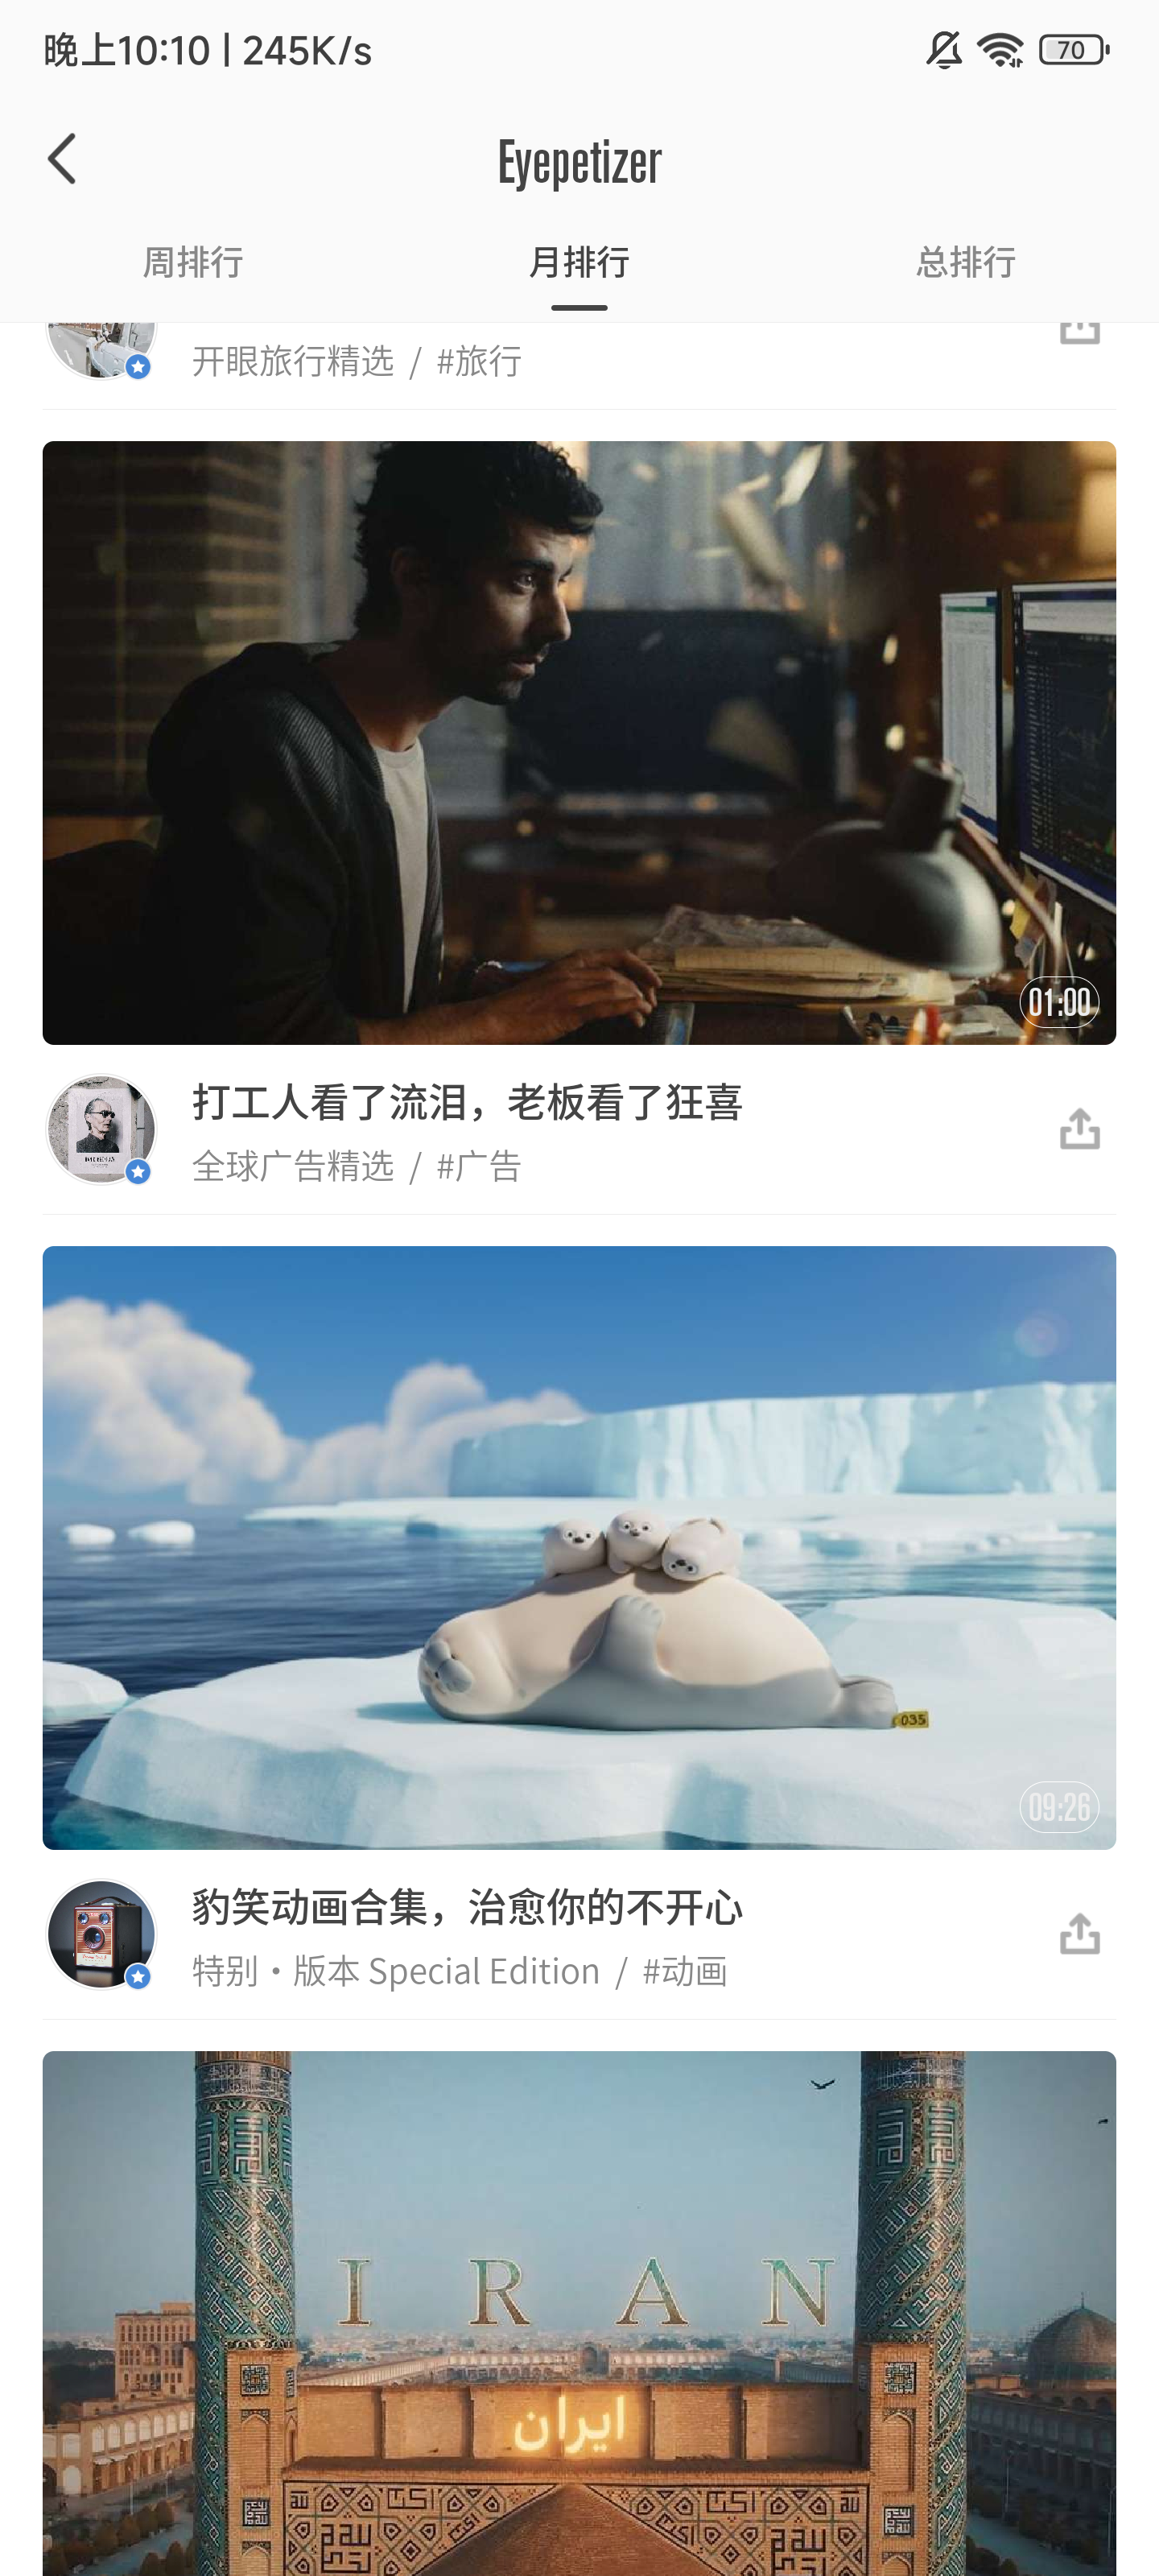 晚上10:10 | 245K/s
70
Eyepetizer
周排行
月排行
总排行
开眼旅行精选 / #旅行
01:00
打工人看了流泪，老板看了狂喜
全球广告精选 / #广告
035
09:26
豹笑动画合集，治愈你的不开心
特别·版本 Special Edition / #动画
IRAN
ایران